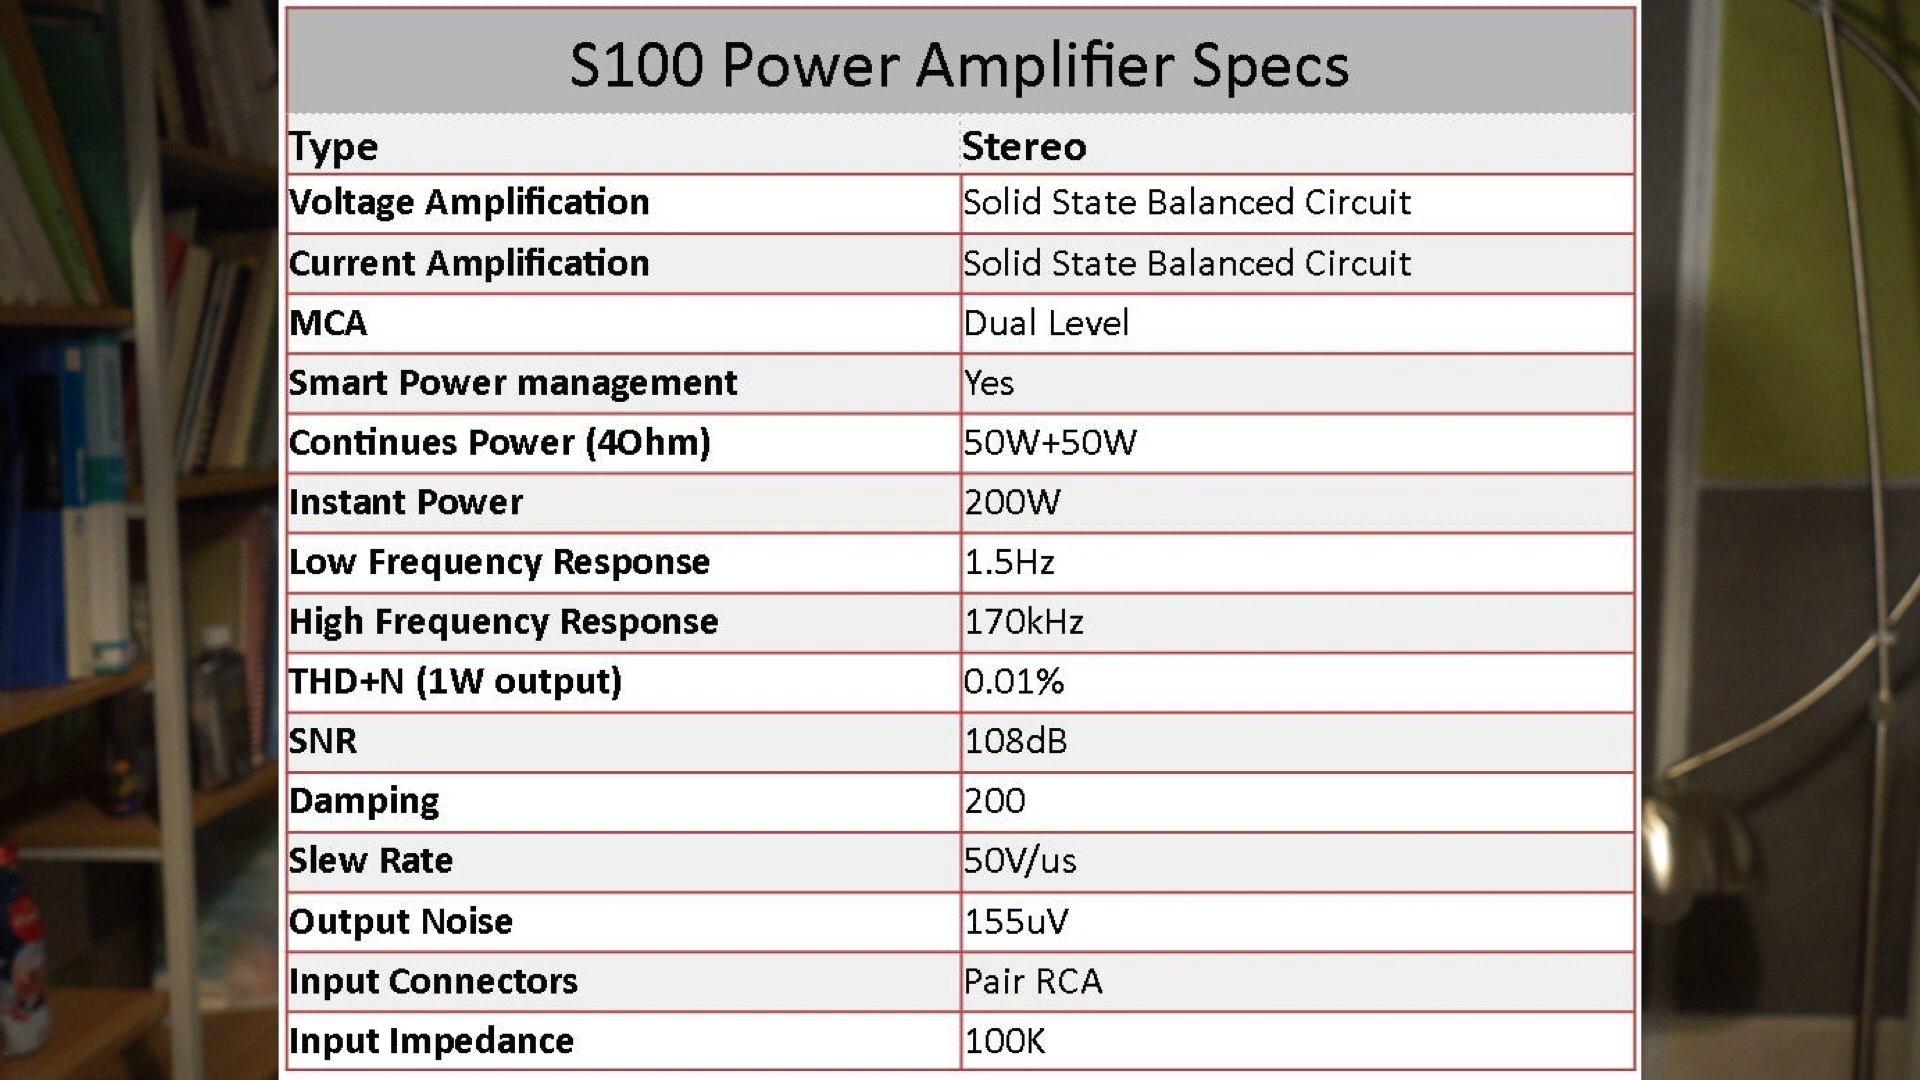 S100 Power Amplifier Specs
Type Stereo
Voltage Amplification Solid State Balanced Circuit
Current Amplification Solid State Balanced Circuit
MCA Dual Level
Smart Power management Yes
Continues Power (4Ohm) 50W+50W
Instant Power 200W
Low Frequency Response 1.5Hz
High Frequency Response 170kHz
THD+N (1W output) 0.01%
SNR 108dB
Damping 200
Slew Rate 50V/us
Output Noise 155uV
Input Connectors Pair RCA
Input Impedance 100K